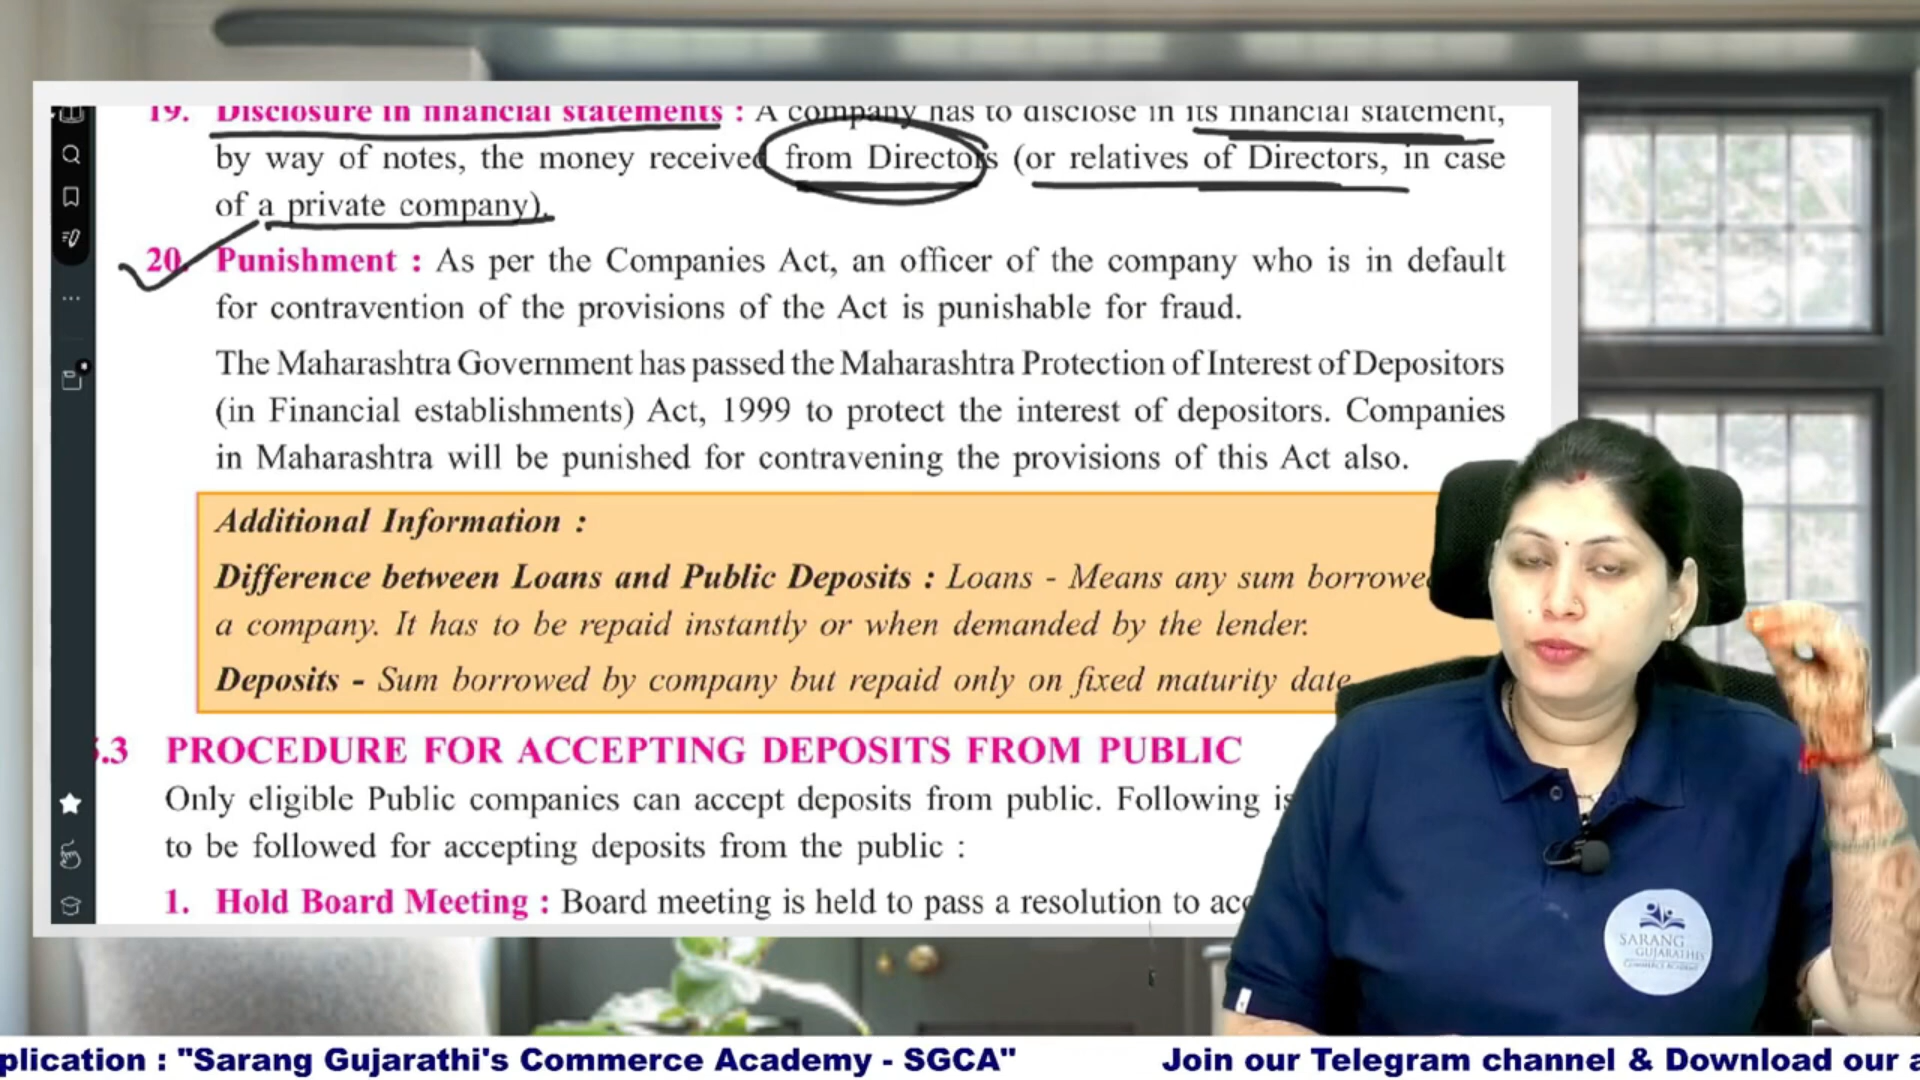 19. Disclosure in financial statements : A company has to disclose in its financial statement,
by way of notes, the money received from Directors (or relatives of Directors, in case
of a private company).
20. Punishment : As per the Companies Act, an officer of the company who is in default
for contravention of the provisions of the Act is punishable for fraud.
The Maharashtra Government has passed the Maharashtra Protection of Interest of Depositors
(in Financial establishments) Act, 1999 to protect the interest of depositors. Companies
in Maharashtra will be punished for contravening the provisions of this Act also.
Additional Information :
Difference between Loans and Public Deposits : Loans - Means any sum borrowe
a company. It has to be repaid instantly or when demanded by the lender.
Deposits - Sum borrowed by company but repaid only on fixed maturity date
.3 PROCEDURE FOR ACCEPTING DEPOSITS FROM PUBLIC
Only eligible Public companies can accept deposits from public. Following is
to be followed for accepting deposits from the public :
1. Hold Board Meeting : Board meeting is held to pass a resolution to acc
SARANG
GUJARATHI'S
COMMERCE ACADEMY
plication : "Sarang Gujarathi's Commerce Academy - SGCA" Join our Telegram channel & Download our a